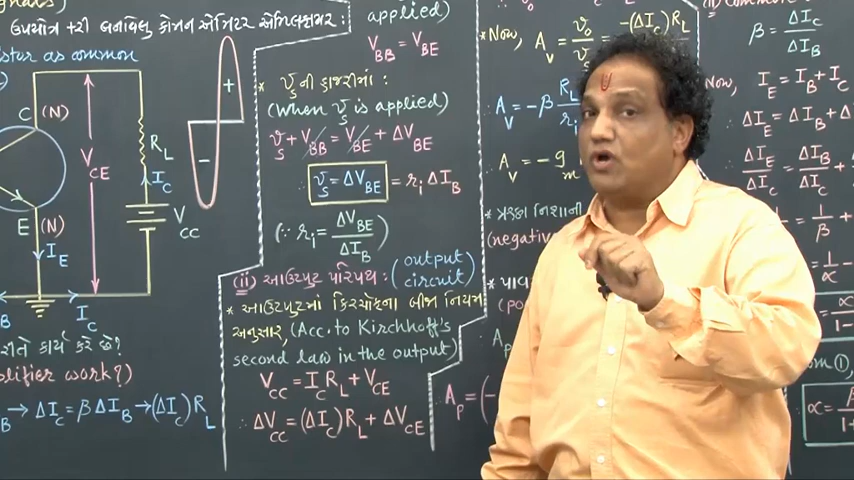 ઉપયોગ
કોમન એમિટર એમ્પ્લિફાયર:
as common
C (N)
V_CE
R_L
I_C
V_CC
E (N)
I_E
I_C
રીતે કાર્ય કરે છે?
work?)
→ ΔI_C = β ΔI_B → (ΔI_C) R_L
+
−
applied)
V_BB = V_BE
* v_s ની હાજરીમાં:
(When v_s is applied)
v_s + V_BB = V_BE + ΔV_BE
∴ v_s = ΔV_BE = r_i ΔI_B
(∵ r_i = ΔV_BE / ΔI_B)
(ii) આઉટપુટ પરિપથ: (output circuit)
* આઉટપુટમાં કિરચોફના બીજા નિયમ
અનુસાર, (Acc. to Kirchhoff's
second law in the output)
V_CC = I_C R_L + V_CE
∴ ΔV_CC = (ΔI_C) R_L + ΔV_CE
* Now, A_v = v_o / v_s = −(ΔI_C) R_L
∴ A_v = −β R_L / r_i
∴ A_v = − g_m
* ઋણ નિશાની
(negative
* પાવ
A_p = (−
β = ΔI_C / ΔI_B
Now, I_E = I_B + I_C
∴ ΔI_E = ΔI_B + Δ
∴ ΔI_E / ΔI_C = ΔI_B / ΔI_C +
= 1/β +
= 1/α −
α =
α =